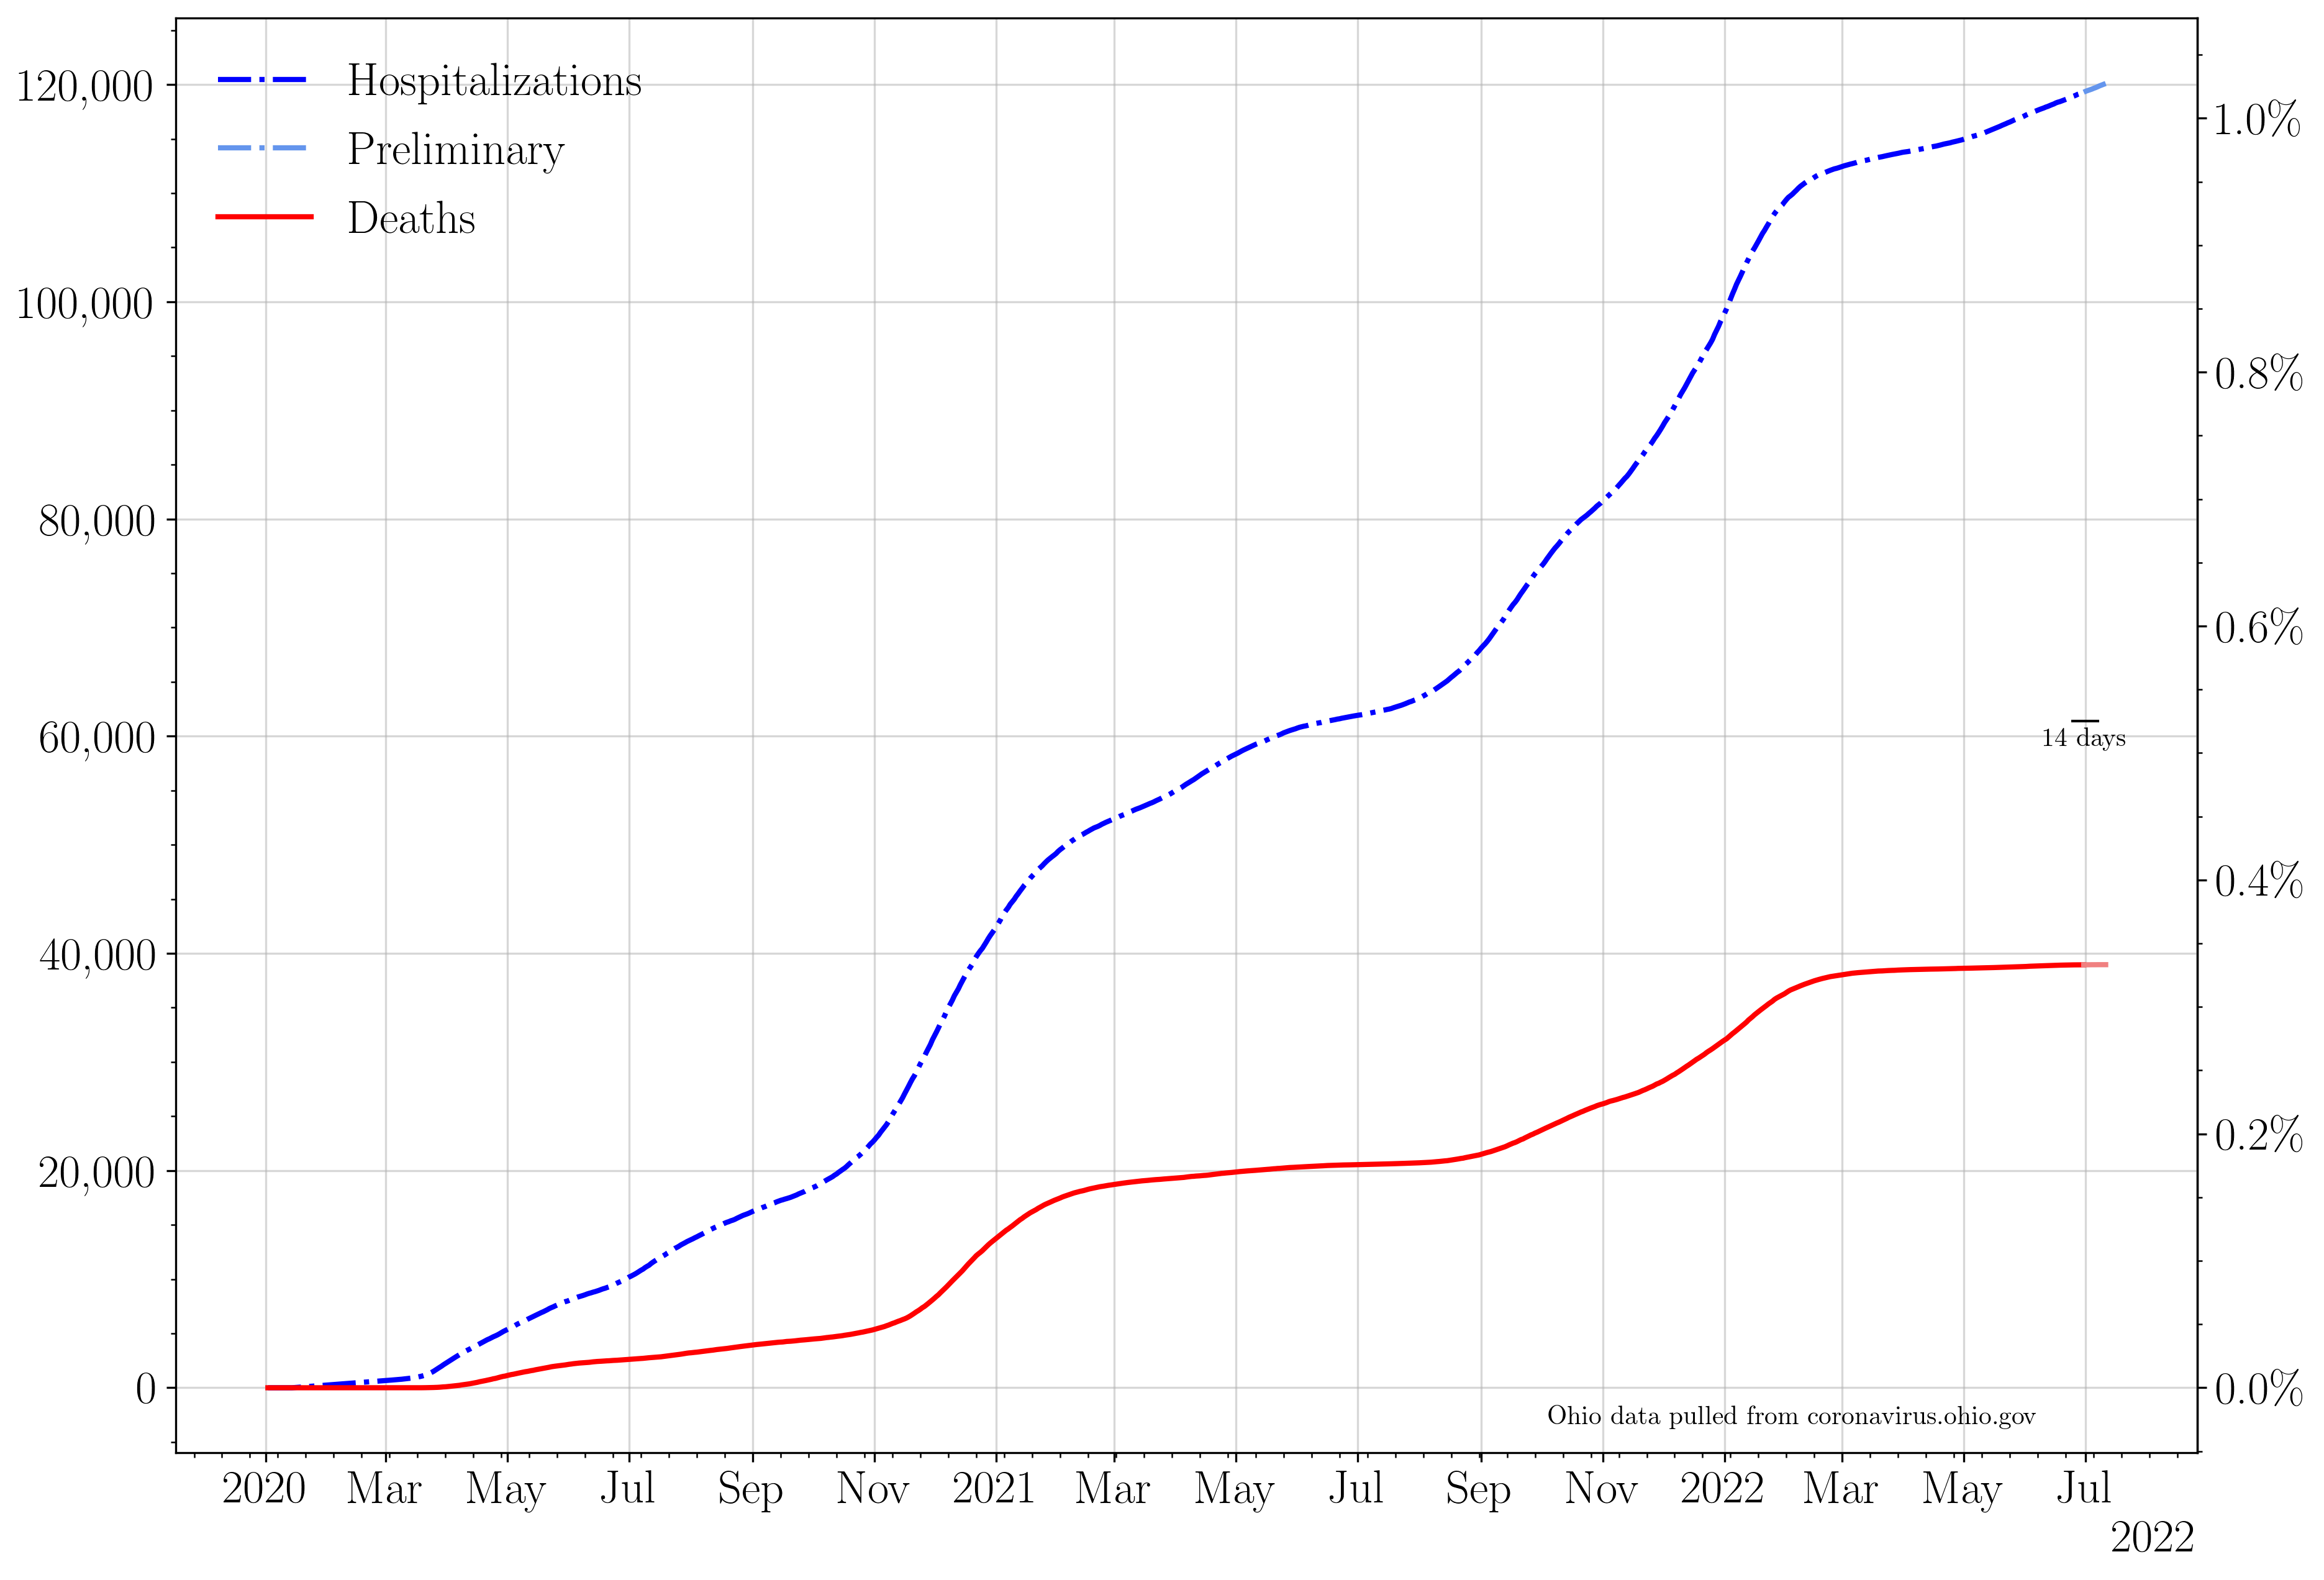 Hospitalizations
Preliminary
Deaths
120,000
100,000
80,000
60,000
40,000
20,000
0
1.0%
0.8%
0.6%
0.4%
0.2%
0.0%
14 days
Ohio data pulled from coronavirus.ohio.gov
2020 Mar May Jul Sep Nov 2021 Mar May Jul Sep Nov 2022 Mar May Jul
2022